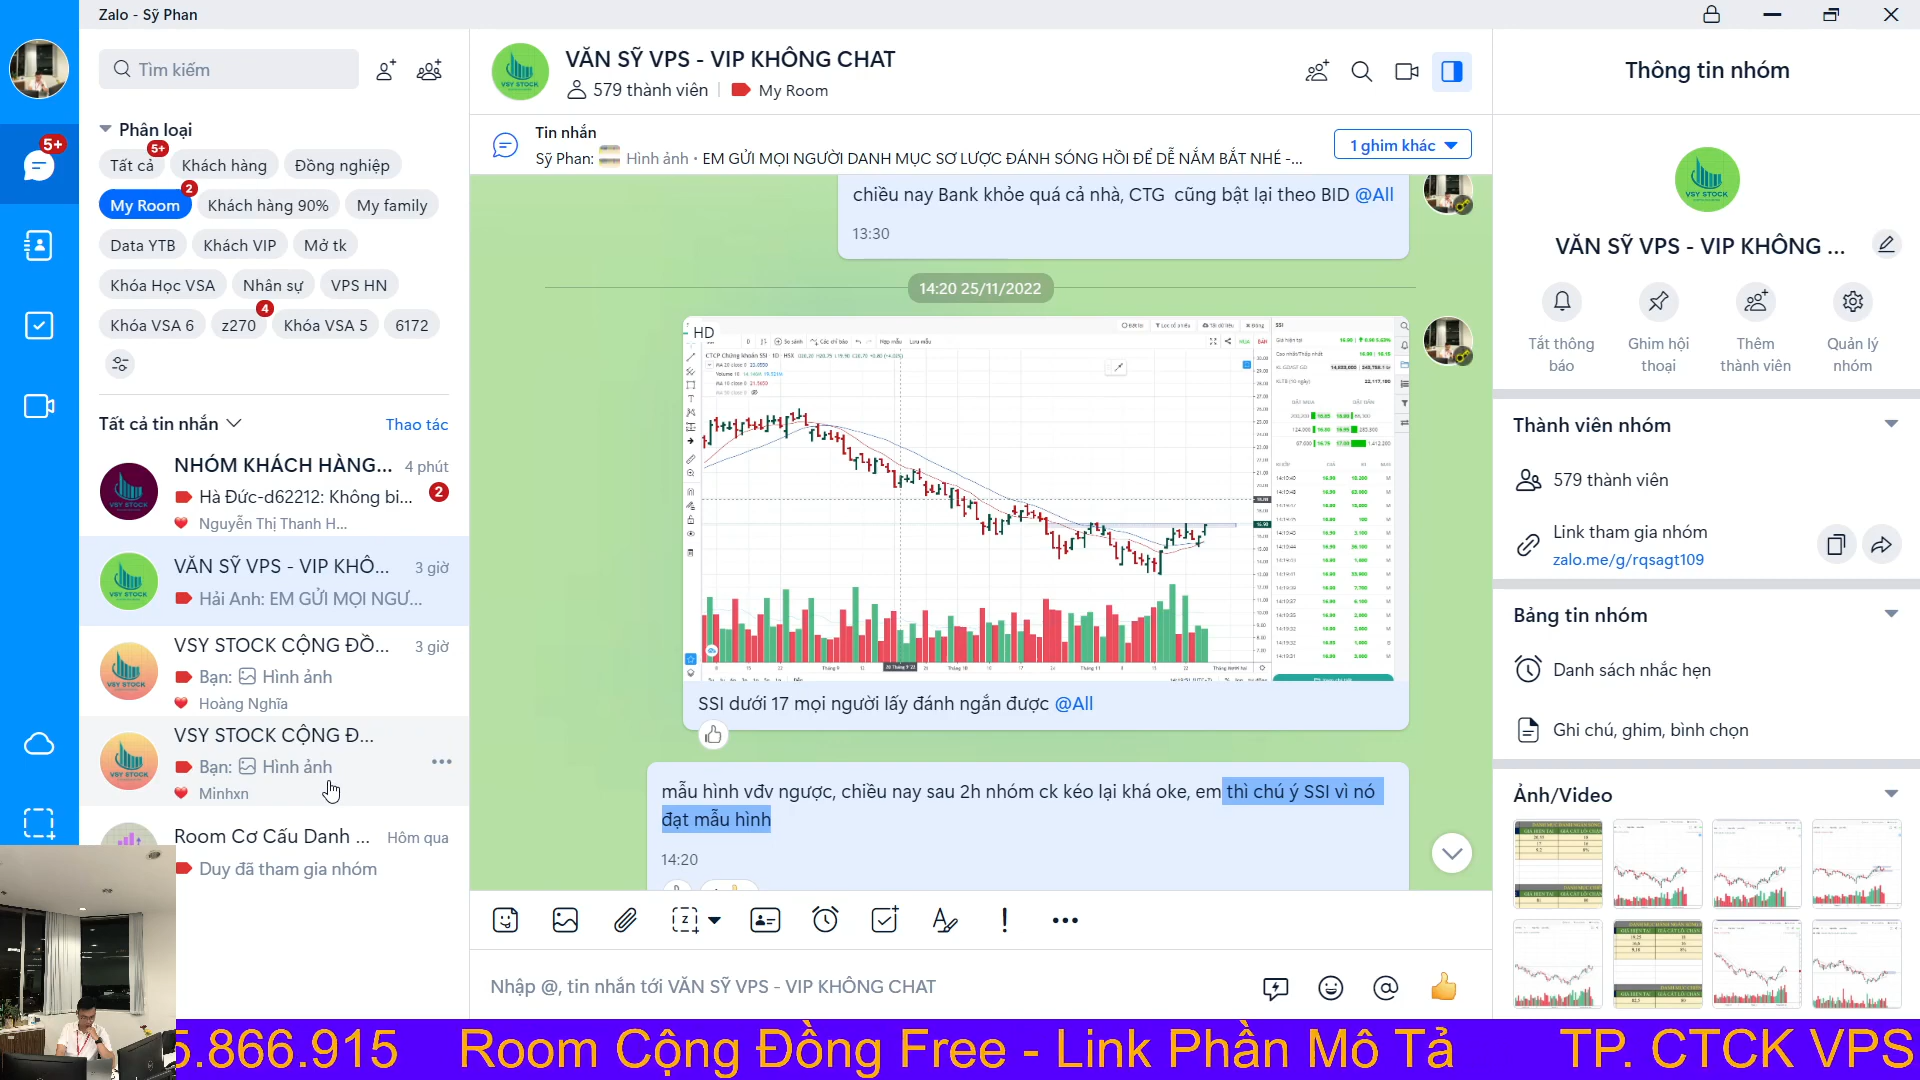 Zalo - Sỹ Phan
Tìm kiếm
Phân loại
5+
5+
Tất cả
Khách hàng
Đồng nghiệp
2
My Room
Khách hàng 90%
My family
Data YTB
Khách VIP
Mở tk
Khóa Học VSA
Nhân sự
VPS HN
4
Khóa VSA 6
z270
Khóa VSA 5
6172
Tất cả tin nhắn
Thao tác
NHÓM KHÁCH HÀNG...
4 phút
Hà Đức-d62212: Không bi...
2
Nguyễn Thị Thanh H...
VĂN SỸ VPS - VIP KHÔ...
3 giờ
Hải Anh: EM GỬI MỌI NGƯ...
VSY STOCK CỘNG ĐỒ...
3 giờ
Bạn: Hình ảnh
Hoàng Nghĩa
VSY STOCK CỘNG Đ...
Bạn: Hình ảnh
Minhxn
Room Cơ Cấu Danh ...
Hôm qua
Duy đã tham gia nhóm
VĂN SỸ VPS - VIP KHÔNG CHAT
579 thành viên
My Room
Tin nhắn
Sỹ Phan: Hình ảnh · EM GỬI MỌI NGƯỜI DANH MỤC SƠ LƯỢC ĐÁNH SÓNG HỒI ĐỂ DỄ NẮM BẮT NHÉ -...
1 ghim khác
chiều nay Bank khỏe quá cả nhà, CTG cũng bật lại theo BID @All
13:30
14:20 25/11/2022
HD
SSI dưới 17 mọi người lấy đánh ngắn được @All
mẫu hình vđv ngược, chiều nay sau 2h nhóm ck kéo lại khá oke, em thì chú ý SSI vì nó
đạt mẫu hình
14:20
Nhập @, tin nhắn tới VĂN SỸ VPS - VIP KHÔNG CHAT
Thông tin nhóm
VSY STOCK
VĂN SỸ VPS - VIP KHÔNG ...
Tắt thông
báo
Ghim hội
thoại
Thêm
thành viên
Quản lý
nhóm
Thành viên nhóm
579 thành viên
Link tham gia nhóm
zalo.me/g/rqsagt109
Bảng tin nhóm
Danh sách nhắc hẹn
Ghi chú, ghim, bình chọn
Ảnh/Video
5.866.915 Room Cộng Đồng Free - Link Phần Mô Tả TP. CTCK VPS